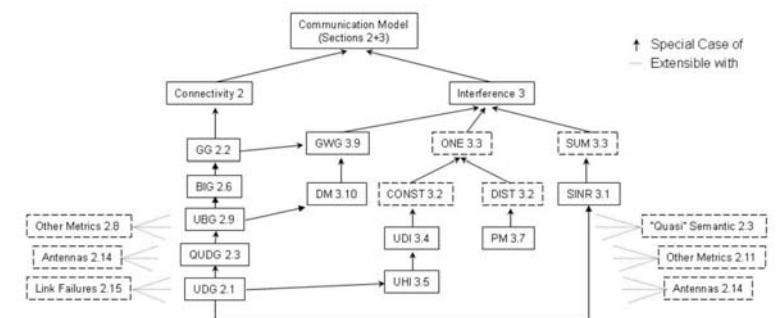 Communication Model
(Sections 2+3)
Special Case of
Extensible with
Connectivity 2
Interference 3
GG 2.2
GWG 3.9
ONE 3.3
SUM 3.3
BIG 2.6
DM 3.10
CONST 3.2
DIST 3.2
SINR 3.1
Other Metrics 2.8
UBG 2.9
"Quasi" Semantic 2.3
UDI 3.4
PM 3.7
Antennas 2.14
QUDG 2.3
Other Metrics 2.11
Link Failures 2.15
UDG 2.1
UHI 3.5
Antennas 2.14